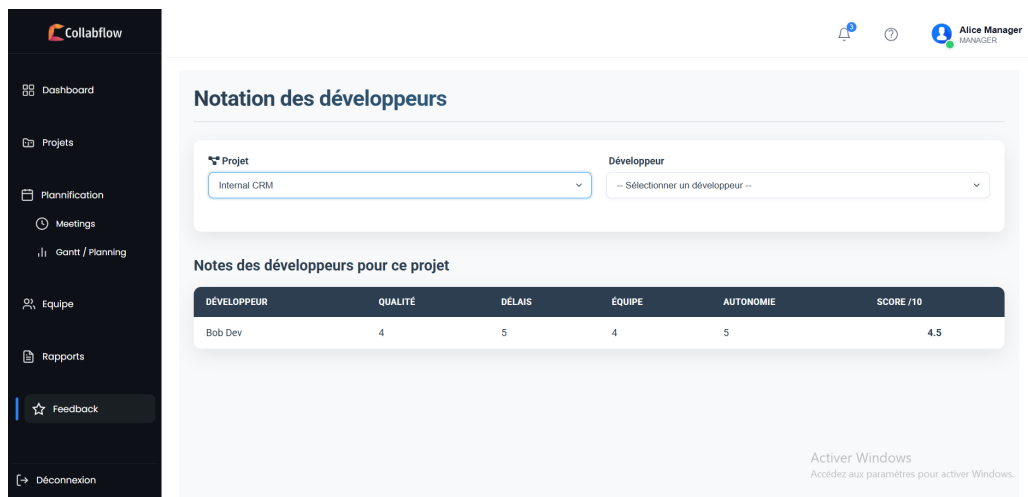 Collabflow
3
Alice Manager
MANAGER
Dashboard
Projets
Plannification
Meetings
Gantt / Planning
Equipe
Rapports
Feedback
Déconnexion
Notation des développeurs
Projet
Développeur
Internal CRM
-- Sélectionner un développeur --
Notes des développeurs pour ce projet
DÉVELOPPEUR QUALITÉ DÉLAIS ÉQUIPE AUTONOMIE SCORE /10
Bob Dev 4 5 4 5 4.5
Activer Windows
Accédez aux paramètres pour activer Windows.